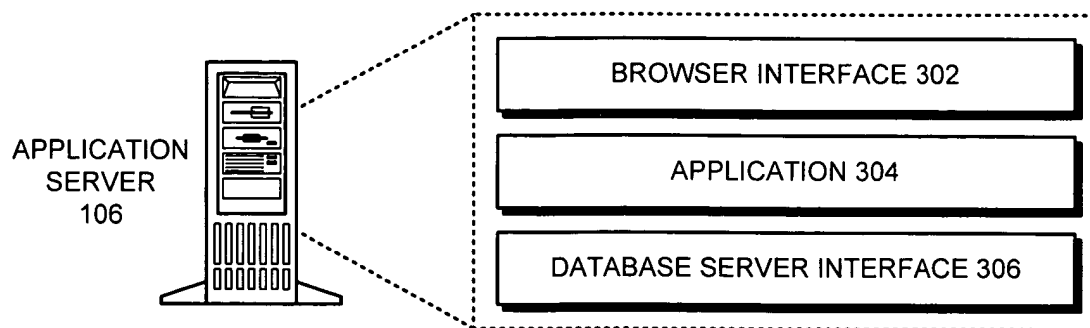 APPLICATION
SERVER
106
BROWSER INTERFACE 302
APPLICATION 304
DATABASE SERVER INTERFACE 306